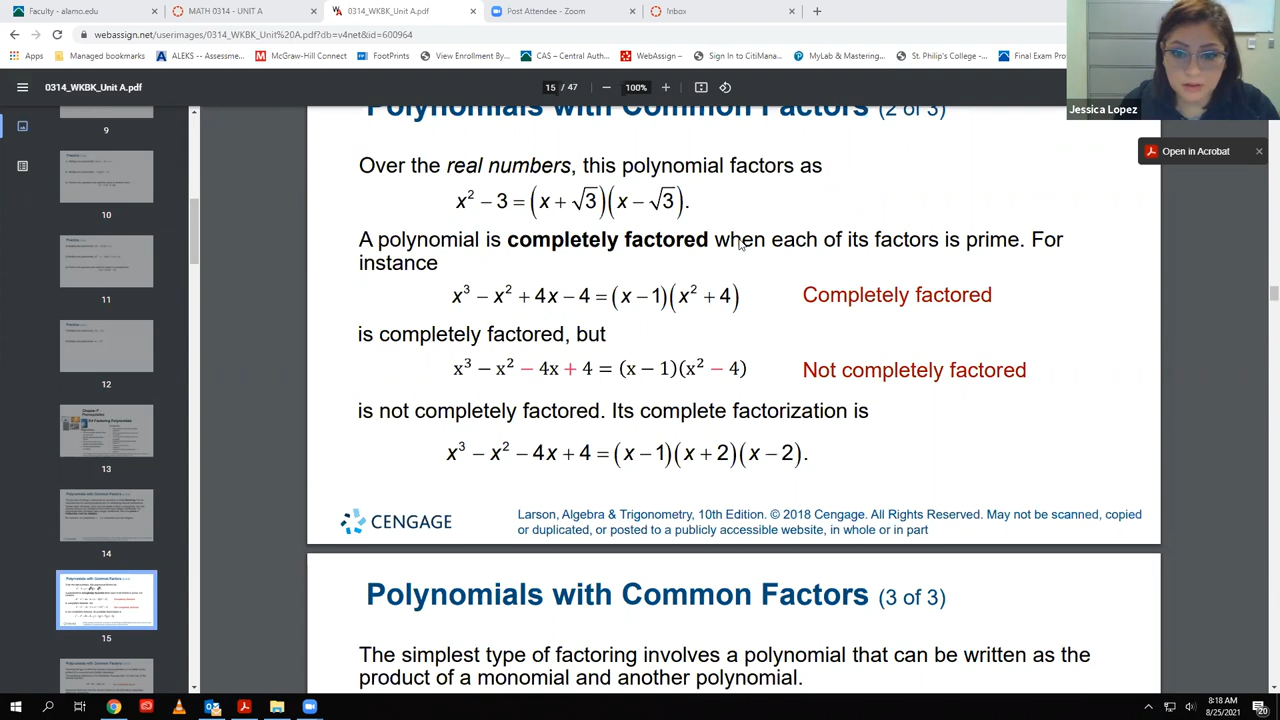 Faculty - alamo.edu
MATH 0314 - UNIT A
0314_WKBK_Unit A.pdf
Post Attendee - Zoom
Inbox
webassign.net/userimages/0314_WKBK_Unit%20A.pdf?db=v4net&id=600964
Apps
Managed bookmarks
ALEKS -- Assessme...
McGraw-Hill Connect
FootPrints
View Enrollment By...
CAS – Central Auth...
WebAssign
Sign In to CitiMana...
MyLab & Mastering...
St. Philip's College -...
Final Exam Pro
0314_WKBK_Unit A.pdf
15 / 47
100%
Jessica Lopez
Open in Acrobat
9
10
11
12
13
14
15
Polynomials with Common Factors (2 of 3)
Over the real numbers, this polynomial factors as
x² − 3 = (x + √3)(x − √3).
A polynomial is completely factored when each of its factors is prime. For
instance
x³ − x² + 4x − 4 = (x − 1)(x² + 4) Completely factored
is completely factored, but
x³ − x² − 4x + 4 = (x − 1)(x² − 4) Not completely factored
is not completely factored. Its complete factorization is
x³ − x² − 4x + 4 = (x − 1)(x + 2)(x − 2).
CENGAGE
Larson, Algebra & Trigonometry, 10th Edition. © 2018 Cengage. All Rights Reserved. May not be scanned, copied
or duplicated, or posted to a publicly accessible website, in whole or in part
Polynomials with Common Factors (3 of 3)
The simplest type of factoring involves a polynomial that can be written as the
product of a monomial and another polynomial.
8:18 AM
8/25/2021
20